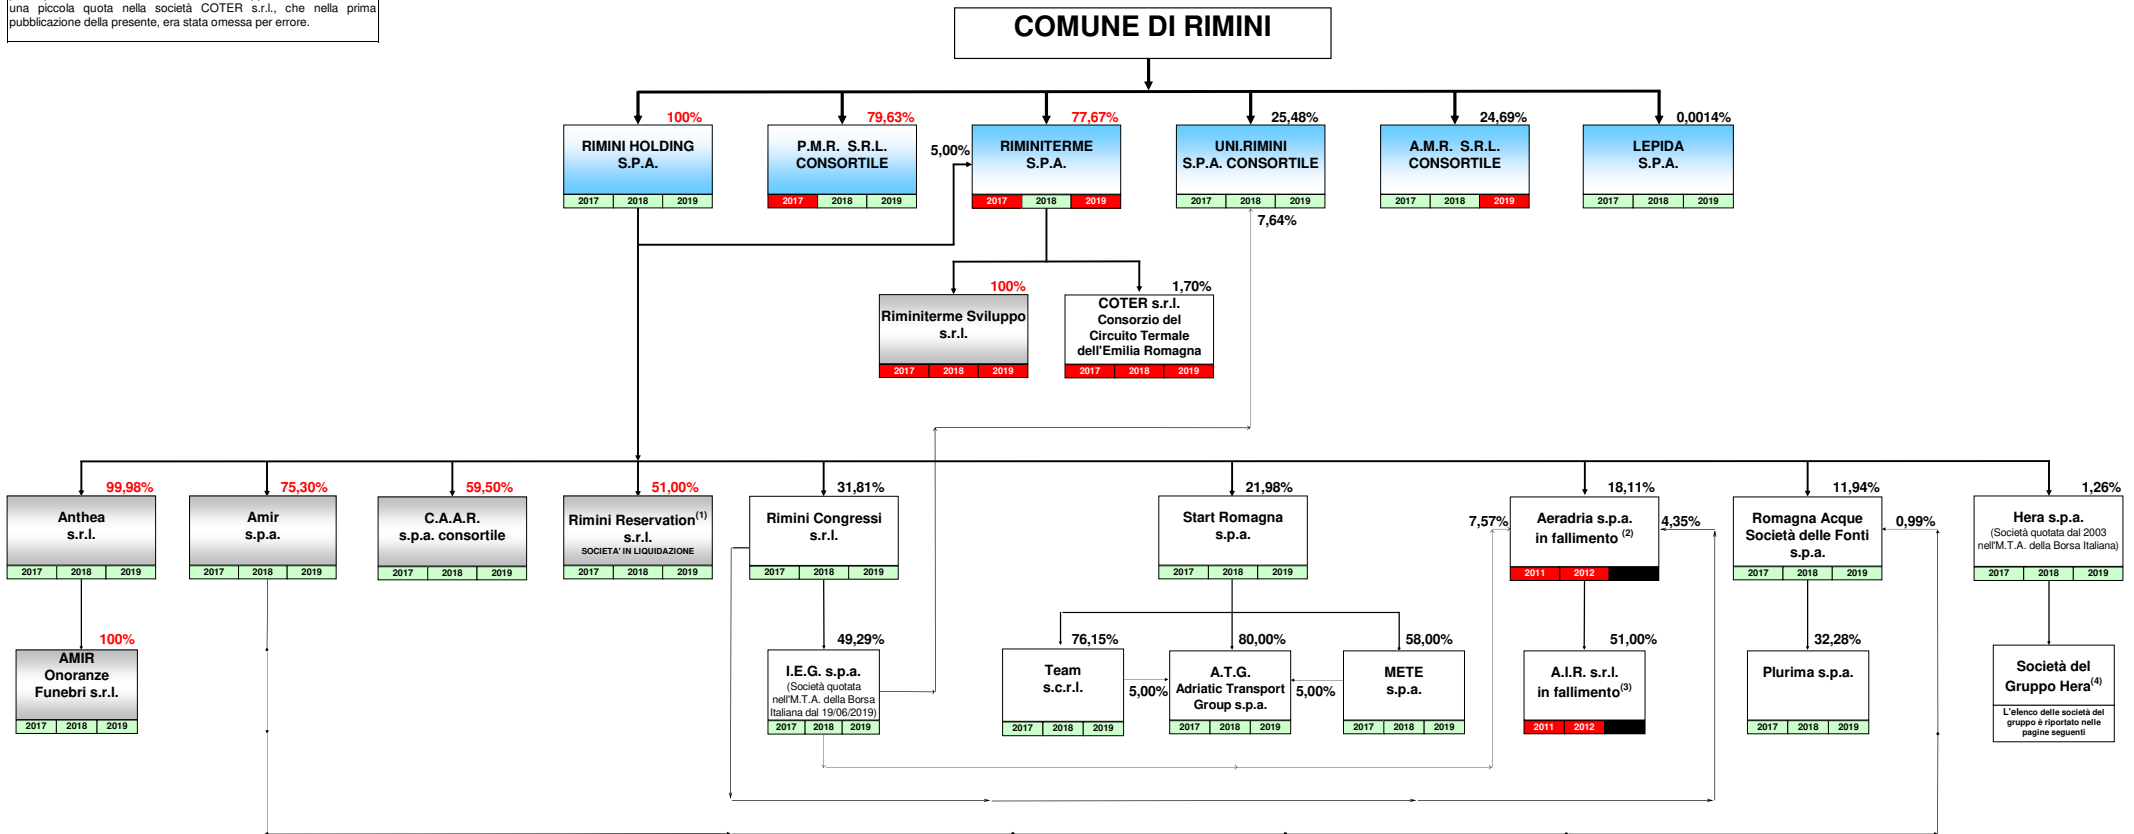 una piccola quota nella società COTER s.r.l., che nella prima
pubblicazione della presente, era stata omessa per errore.
COMUNE DI RIMINI
100%
RIMINI HOLDING
S.P.A.
2017 2018 2019
79,63%
P.M.R. S.R.L.
CONSORTILE
2017 2018 2019
5,00%
77,67%
RIMINITERME
S.P.A.
2017 2018 2019
25,48%
UNI.RIMINI
S.P.A. CONSORTILE
2017 2018 2019
7,64%
24,69%
A.M.R. S.R.L.
CONSORTILE
2017 2018 2019
0,0014%
LEPIDA
S.P.A.
2017 2018 2019
100%
Riminiterme Sviluppo
s.r.l.
2017 2018 2019
1,70%
COTER s.r.l.
Consorzio del
Circuito Termale
dell'Emilia Romagna
2017 2018 2019
99,98%
Anthea
s.r.l.
2017 2018 2019
75,30%
Amir
s.p.a.
2017 2018 2019
59,50%
C.A.A.R.
s.p.a. consortile
2017 2018 2019
51,00%
Rimini Reservation(1)
s.r.l.
SOCIETA' IN LIQUIDAZIONE
2017 2018 2019
31,81%
Rimini Congressi
s.r.l.
2017 2018 2019
21,98%
Start Romagna
s.p.a.
2017 2018 2019
7,57%
18,11%
Aeradria s.p.a.
in fallimento (2)
2011 2012
4,35%
11,94%
Romagna Acque
Società delle Fonti
s.p.a.
2017 2018 2019
0,99%
1,26%
Hera s.p.a.
(Società quotata dal 2003
nell'M.T.A. della Borsa Italiana)
2017 2018 2019
100%
AMIR
Onoranze
Funebri s.r.l.
2017 2018 2019
49,29%
I.E.G. s.p.a.
(Società quotata
nell'M.T.A. della Borsa
Italiana dal 19/06/2019)
2017 2018 2019
76,15%
Team
s.c.r.l.
2017 2018 2019
5,00%
80,00%
A.T.G.
Adriatic Transport
Group s.p.a.
2017 2018 2019
5,00%
58,00%
METE
s.p.a.
2017 2018 2019
51,00%
A.I.R. s.r.l.
in fallimento(3)
2011 2012
32,28%
Plurima s.p.a.
2017 2018 2019
Società del
Gruppo Hera(4)
L'elenco delle società del
gruppo è riportato nelle
pagine seguenti